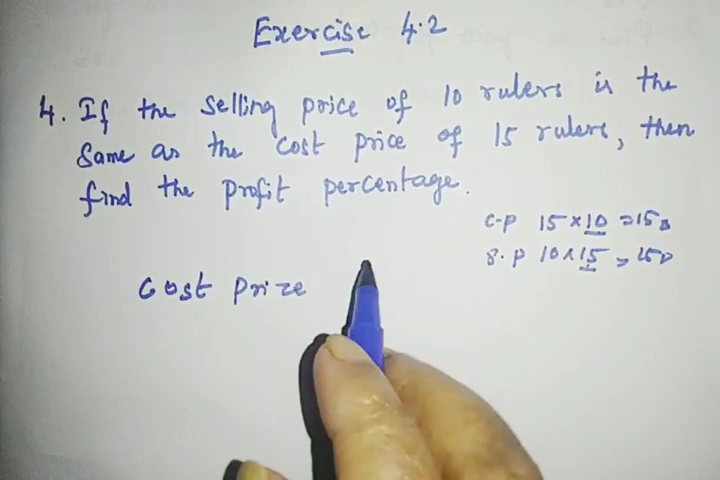 Exercise 4.2
4. If the selling price of 10 rulers is the
same as the cost price of 15 rulers, then
find the profit percentage.
C.P 15 × 10 = 150
S.P 10 × 15 = 150
Cost Prize